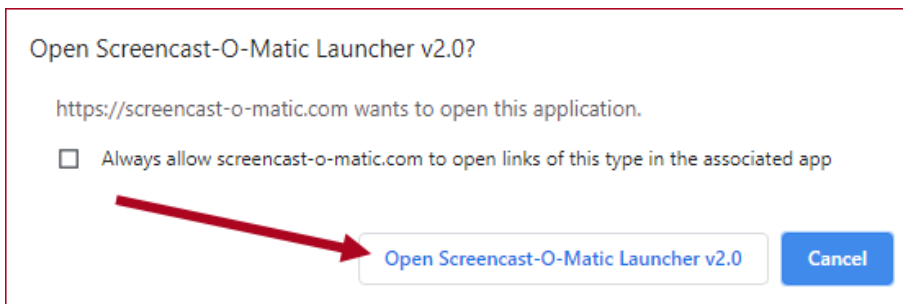 Open Screencast-O-Matic Launcher v2.0?
https://screencast-o-matic.com wants to open this application.
Always allow screencast-o-matic.com to open links of this type in the associated app
Open Screencast-O-Matic Launcher v2.0 Cancel